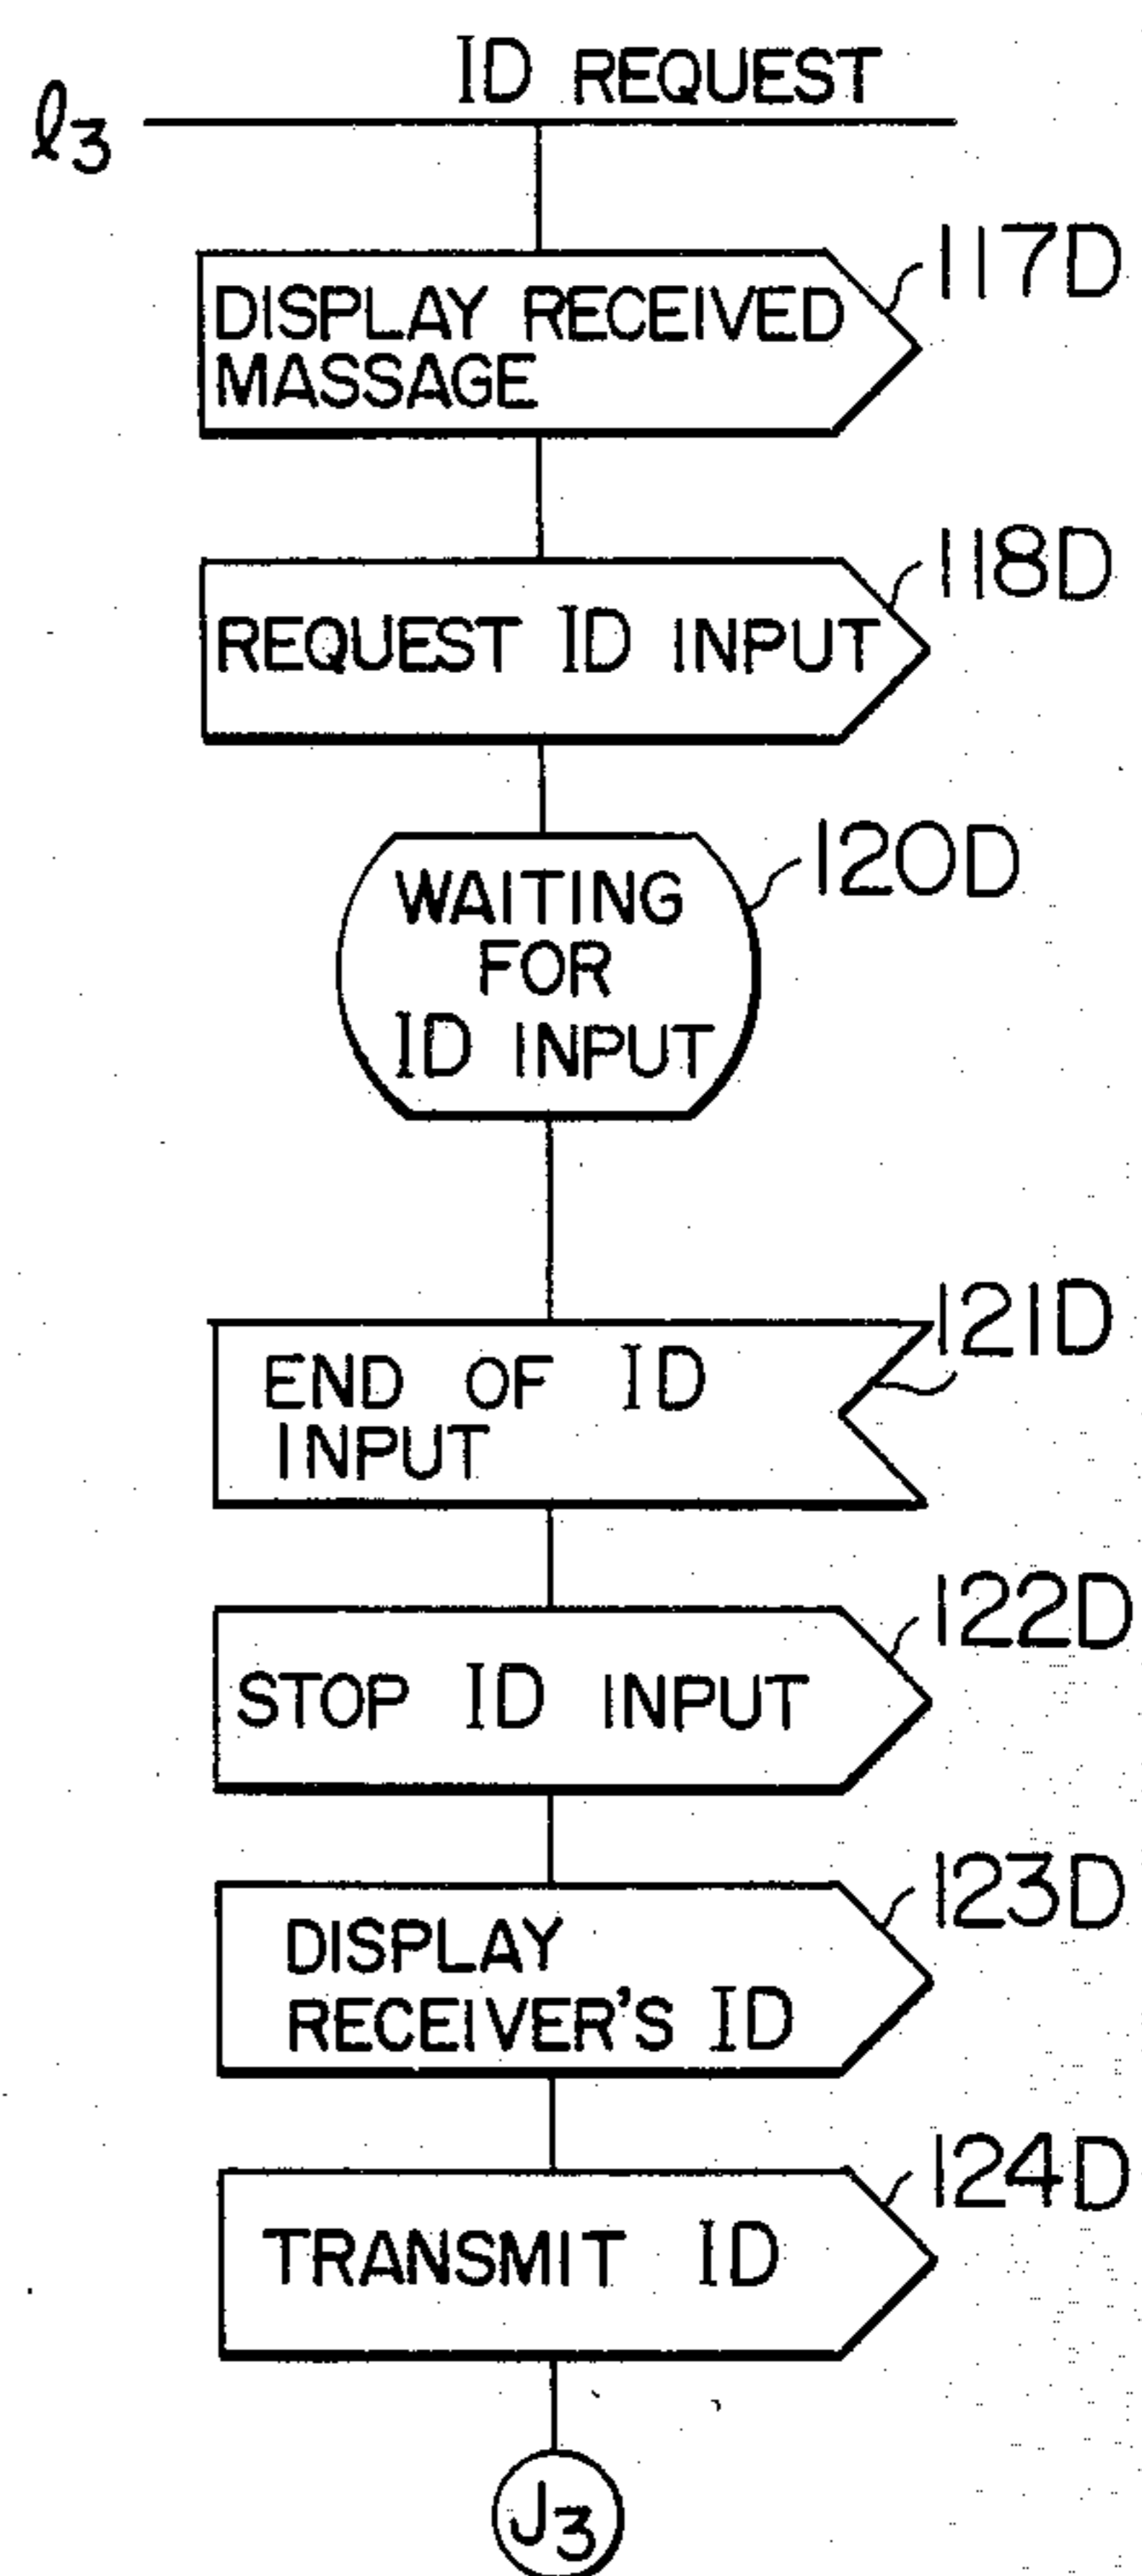 ID REQUEST
ℓ3
117D
DISPLAY RECEIVED
MASSAGE
118D
REQUEST ID INPUT
120D
WAITING
FOR
ID INPUT
121D
END OF ID
INPUT
122D
STOP ID INPUT
123D
DISPLAY
RECEIVER'S ID
124D
TRANSMIT ID
J3